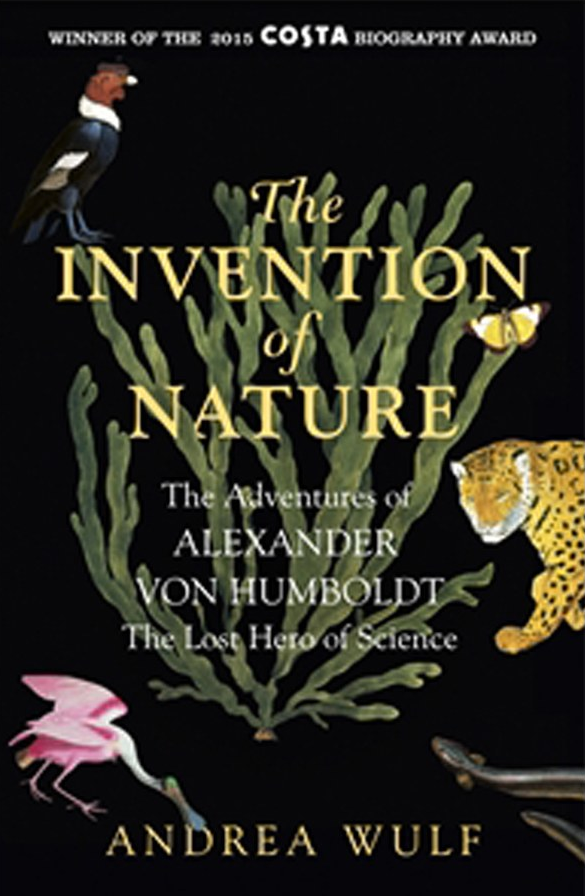 WINNER OF THE 2015 COSTA BIOGRAPHY AWARD
The
INVENTION
of
NATURE
The Adventures of
ALEXANDER
VON HUMBOLDT
The Lost Hero of Science
ANDREA WULF